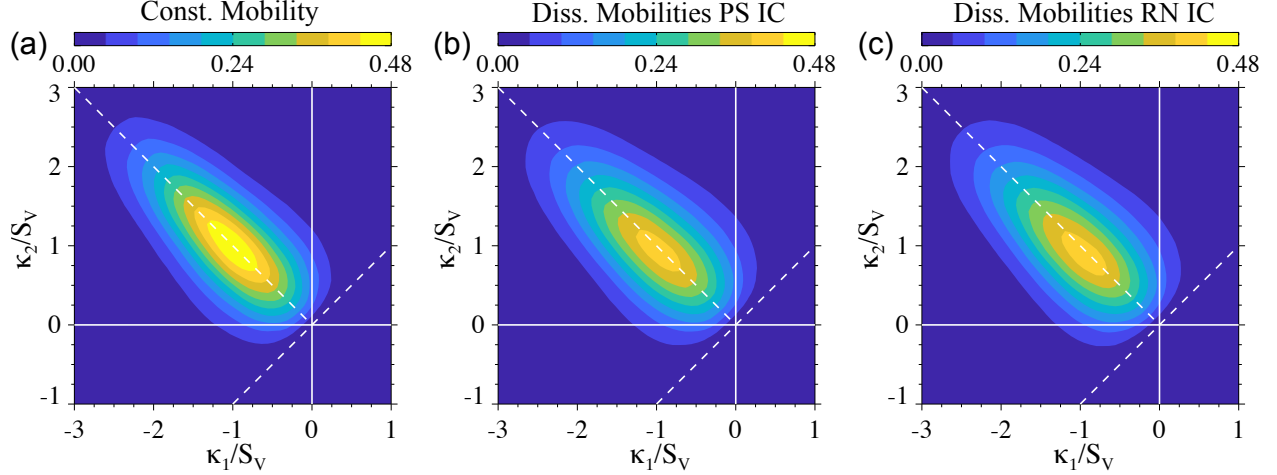 Const. Mobility
Diss. Mobilities PS IC
Diss. Mobilities RN IC
(a)
(b)
(c)
0.00 0.24 0.48
0.00 0.24 0.48
0.00 0.24 0.48
κ2/SV
3
2
1
0
-1
-3 -2 -1 0 1
κ1/SV
κ2/SV
3
2
1
0
-1
-3 -2 -1 0 1
κ1/SV
κ2/SV
3
2
1
0
-1
-3 -2 -1 0 1
κ1/SV